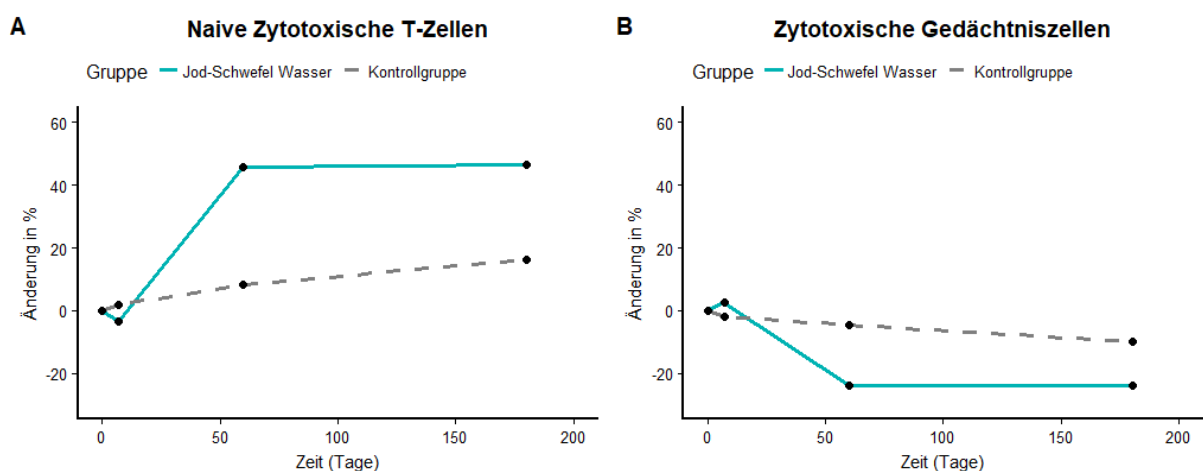 A
Naive Zytotoxische T-Zellen
Gruppe Jod-Schwefel Wasser Kontrollgruppe
Änderung in %
60
40
20
0
-20
0 50 100 150 200
Zeit (Tage)
B
Zytotoxische Gedächtniszellen
Gruppe Jod-Schwefel Wasser Kontrollgruppe
Änderung in %
60
40
20
0
-20
0 50 100 150 200
Zeit (Tage)